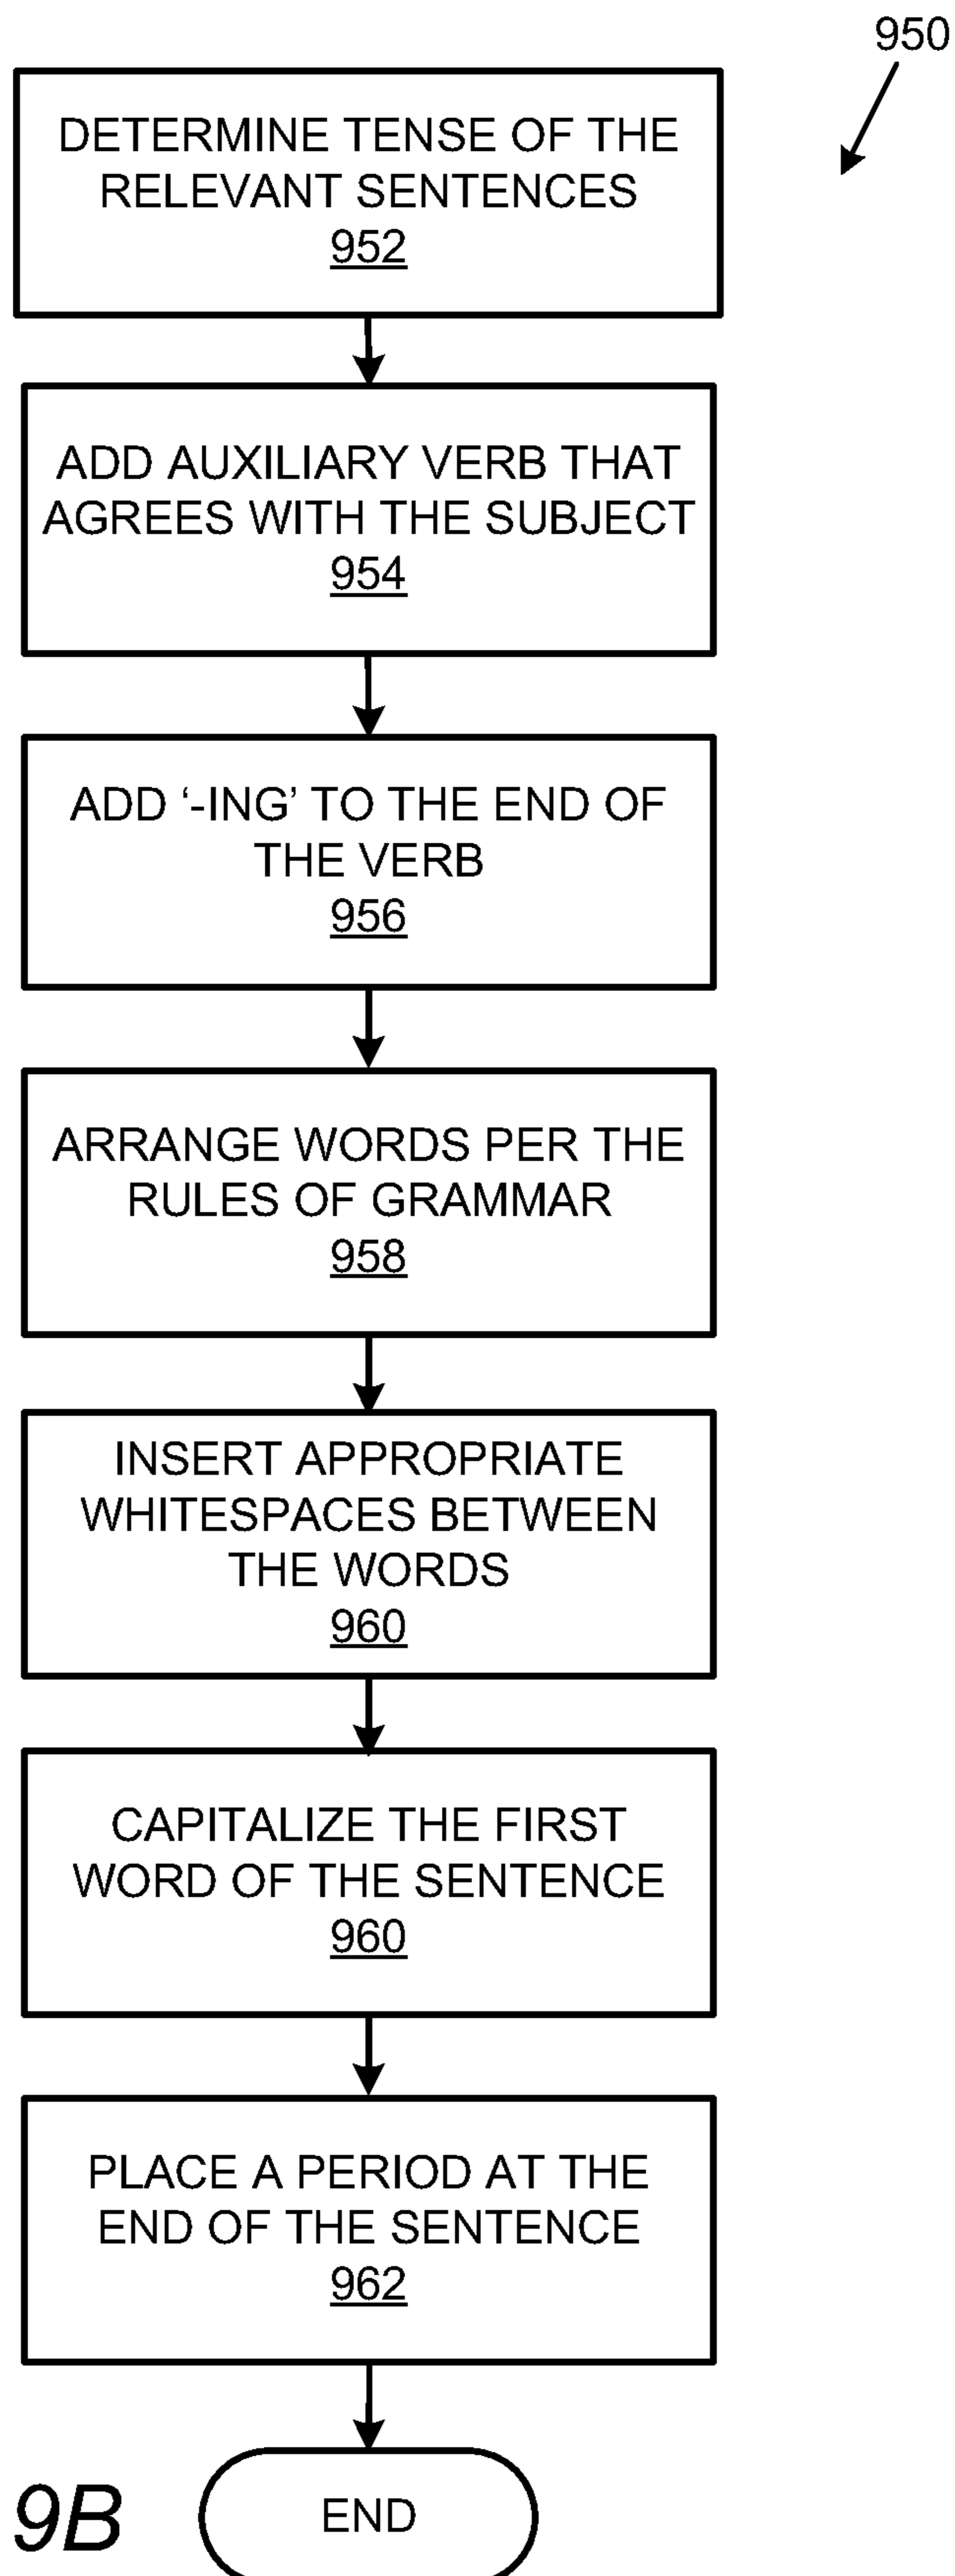 950
DETERMINE TENSE OF THE
RELEVANT SENTENCES
952
ADD AUXILIARY VERB THAT
AGREES WITH THE SUBJECT
954
ADD ‘-ING’ TO THE END OF
THE VERB
956
ARRANGE WORDS PER THE
RULES OF GRAMMAR
958
INSERT APPROPRIATE
WHITESPACES BETWEEN
THE WORDS
960
CAPITALIZE THE FIRST
WORD OF THE SENTENCE
960
PLACE A PERIOD AT THE
END OF THE SENTENCE
962
END
9B